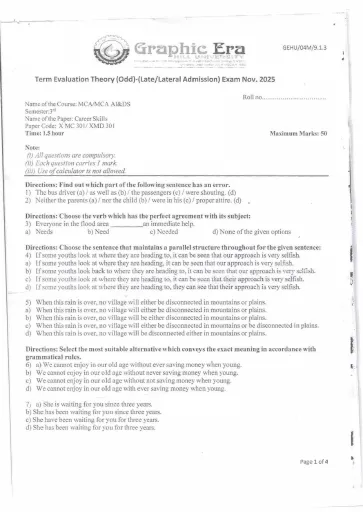 Graphic Era
HILL UNIVERSITY
GEHU/04M/9.1.3
Term Evaluation Theory (Odd)-(Late/Lateral Admission) Exam Nov. 2025
Roll no..............................
Name of the Course: MCA/MCA AI&DS
Semester:3rd
Name of the Paper: Career Skills
Paper Code: X MC 301/ XMD 301
Time: 1.5 hour Maximum Marks: 50
Note:
(i) All questions are compulsory.
(ii) Each question carries 1 mark
(iii) Use of calculator is not allowed.
Directions: Find out which part of the following sentence has an error.
1) The bus driver (a) / as well as (b) / the passengers (c) / were shouting. (d)
2) Neither the parents (a) / nor the child (b) / were in his (c) / proper attire. (d)
Directions: Choose the verb which has the perfect agreement with its subject:
3) Everyone in the flood area ________an immediate help.
a) Needs b) Need c) Needed d) None of the given options
Directions: Choose the sentence that maintains a parallel structure throughout for the given sentence:
4) If some youths look at where they are heading to, it can be seen that our approach is very selfish.
a) If some youths look at where they are heading, it can be seen that our approach is very selfish.
b) If some youths look back to where they are heading to, it can be seen that our approach is very selfish.
c) If some youths look at where they are heading to, it can be seen that their approach is very selfish.
d) If some youths look at where they are heading to, they can see that their approach is very selfish.
5) When this rain is over, no village will either be disconnected in mountains or plains.
a) When this rain is over, no village will either be disconnected in mountains or plains.
b) When this rain is over, no village will be either in mountains or plains.
c) When this rain is over, no village will either be disconnected in mountains or be disconnected in plains.
d) When this rain is over, no village will be disconnected either in mountains or plains.
Directions: Select the most suitable alternative which conveys the exact meaning in accordance with
grammatical rules.
6) a) We cannot enjoy in our old age without ever saving money when young.
b) We cannot enjoy in our old age without never saving money when young.
c) We cannot enjoy in our old age without not saving money when young.
d) We cannot enjoy in our old age with ever saving money when young.
7) a) She is waiting for you since three years.
b) She has been waiting for you since three years.
c) She have been waiting for you for three years.
d) She has been waiting for you for three years.
Page 1 of 4